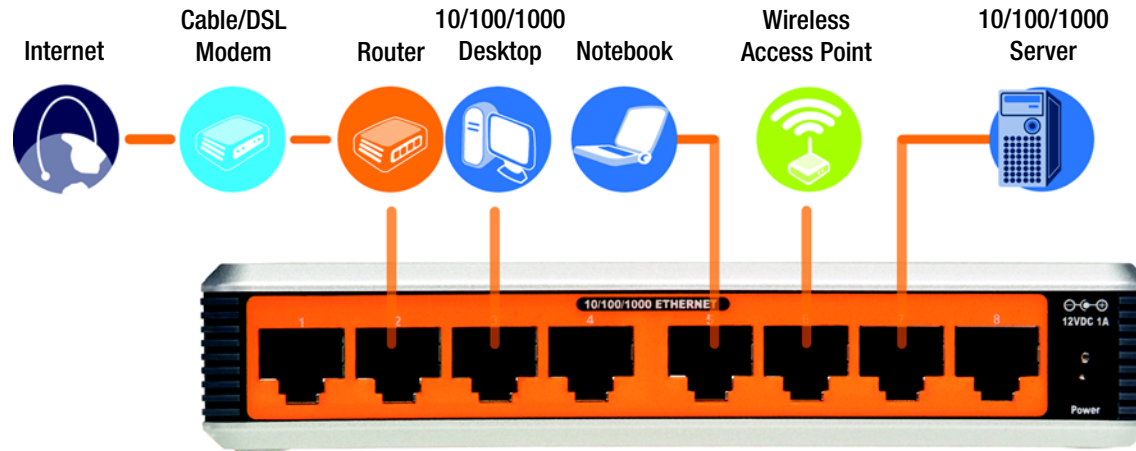 Internet
Cable/DSL
Modem
Router
10/100/1000
Desktop
Notebook
Wireless
Access Point
10/100/1000
Server
10/100/1000 ETHERNET
1 2 3 4 5 6 7 8
12VDC 1A
Power